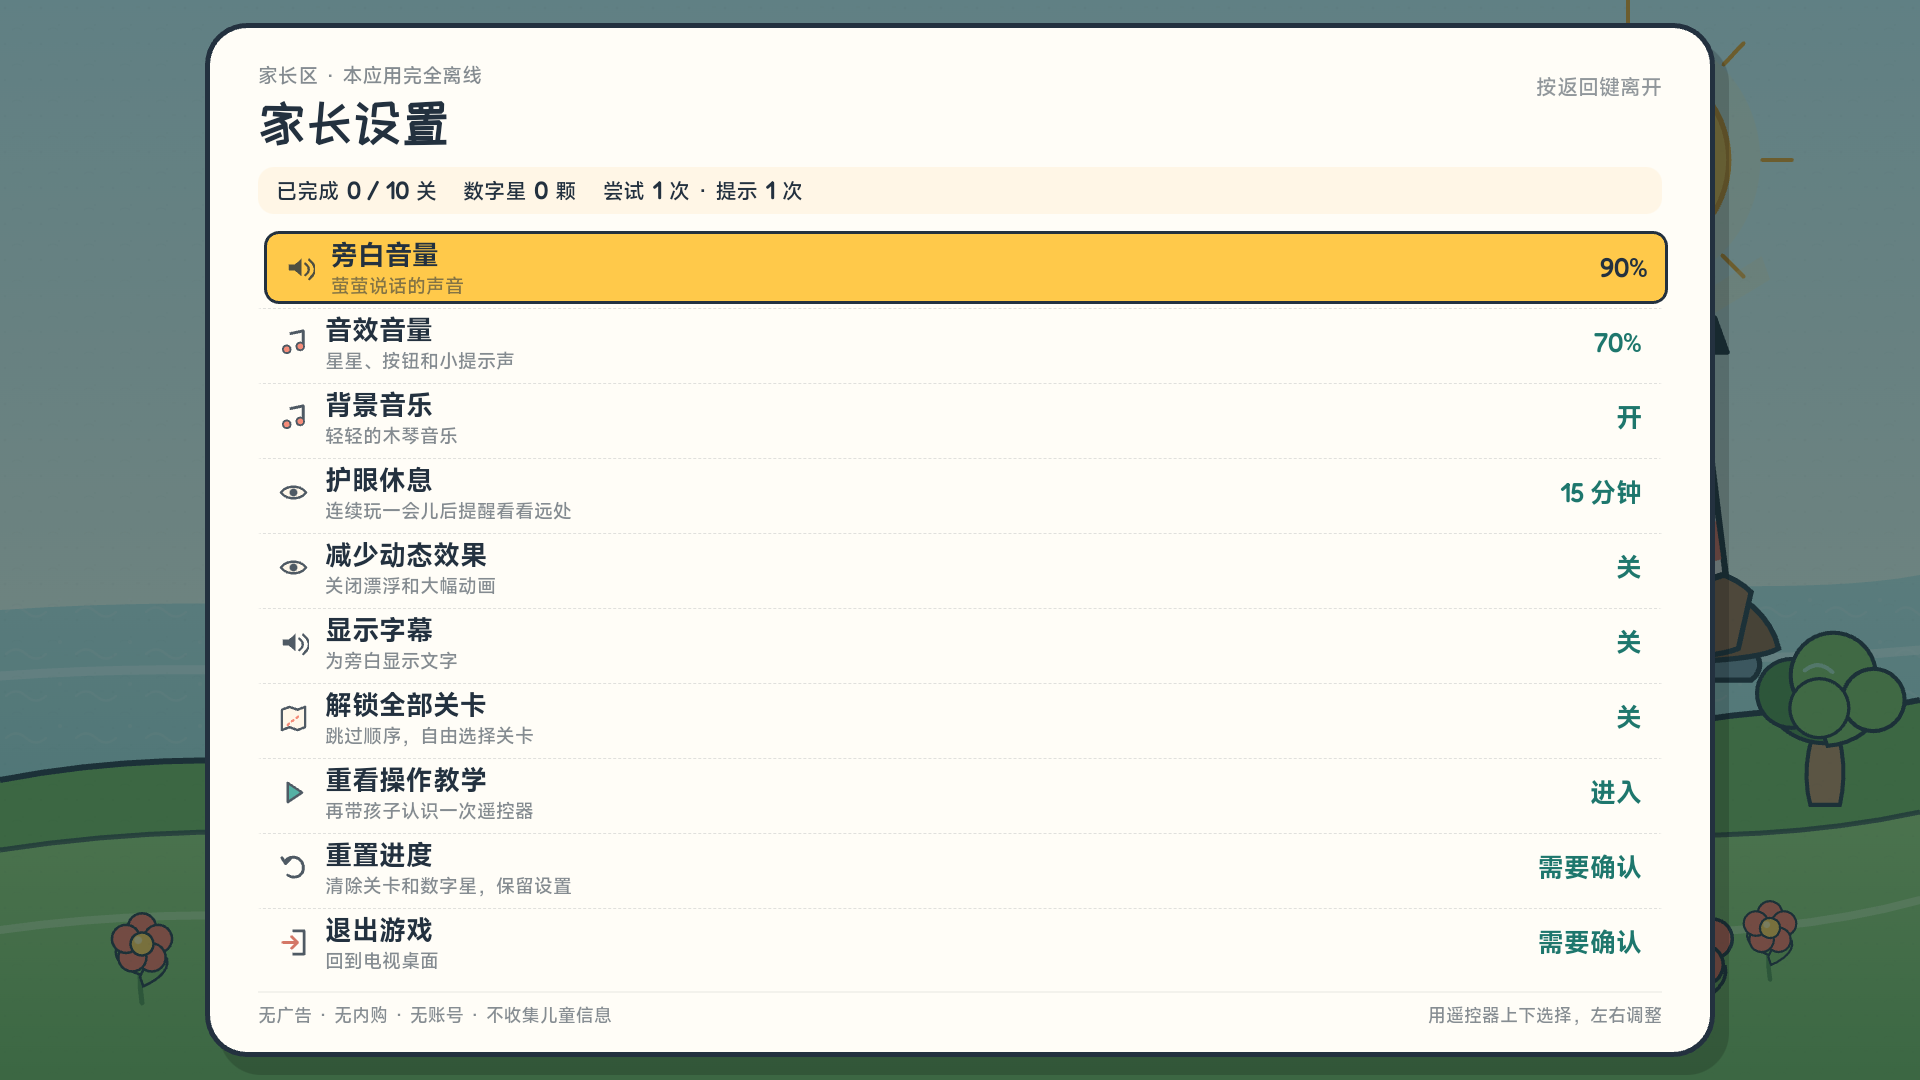 家长区 · 本应用完全离线
按返回键离开
家长设置
已完成 0 / 10 关 数字星 0 颗 尝试 1 次 · 提示 1 次
旁白音量
萤萤说话的声音
90%
音效音量
星星、按钮和小提示声
70%
背景音乐
轻轻的木琴音乐
开
护眼休息
连续玩一会儿后提醒看看远处
15 分钟
减少动态效果
关闭漂浮和大幅动画
关
显示字幕
为旁白显示文字
关
解锁全部关卡
跳过顺序，自由选择关卡
关
重看操作教学
再带孩子认识一次遥控器
进入
重置进度
清除关卡和数字星，保留设置
需要确认
退出游戏
回到电视桌面
需要确认
无广告 · 无内购 · 无账号 · 不收集儿童信息
用遥控器上下选择，左右调整